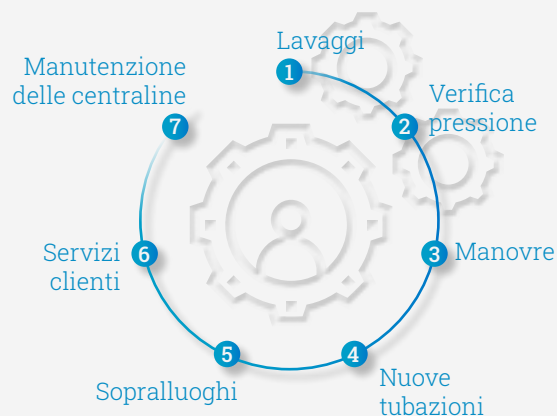 Lavaggi
1
Verifica
pressione
2
Manovre
3
Nuove
tubazioni
4
Sopralluoghi
5
Servizi
clienti
6
Manutenzione
delle centraline
7